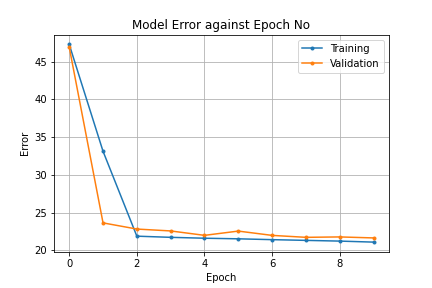 Model Error against Epoch No
Training
Validation
45
40
35
30
25
20
Error
0 2 4 6 8
Epoch